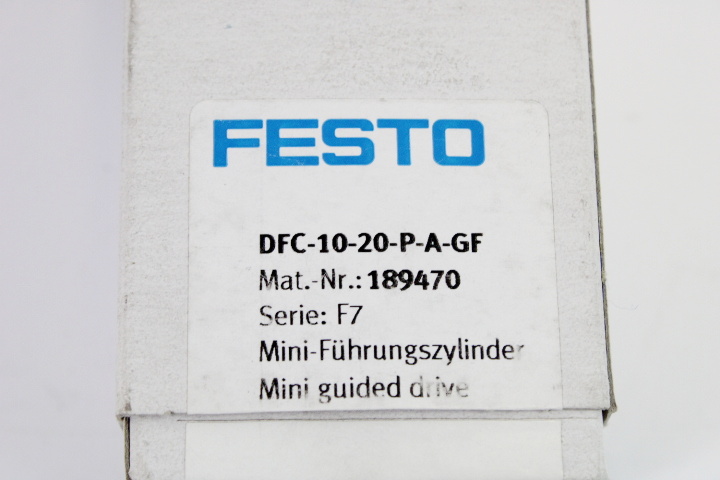 FESTO
DFC-10-20-P-A-GF
Mat.-Nr.: 189470
Serie: F7
Mini-Führungszylinder
Mini guided drive